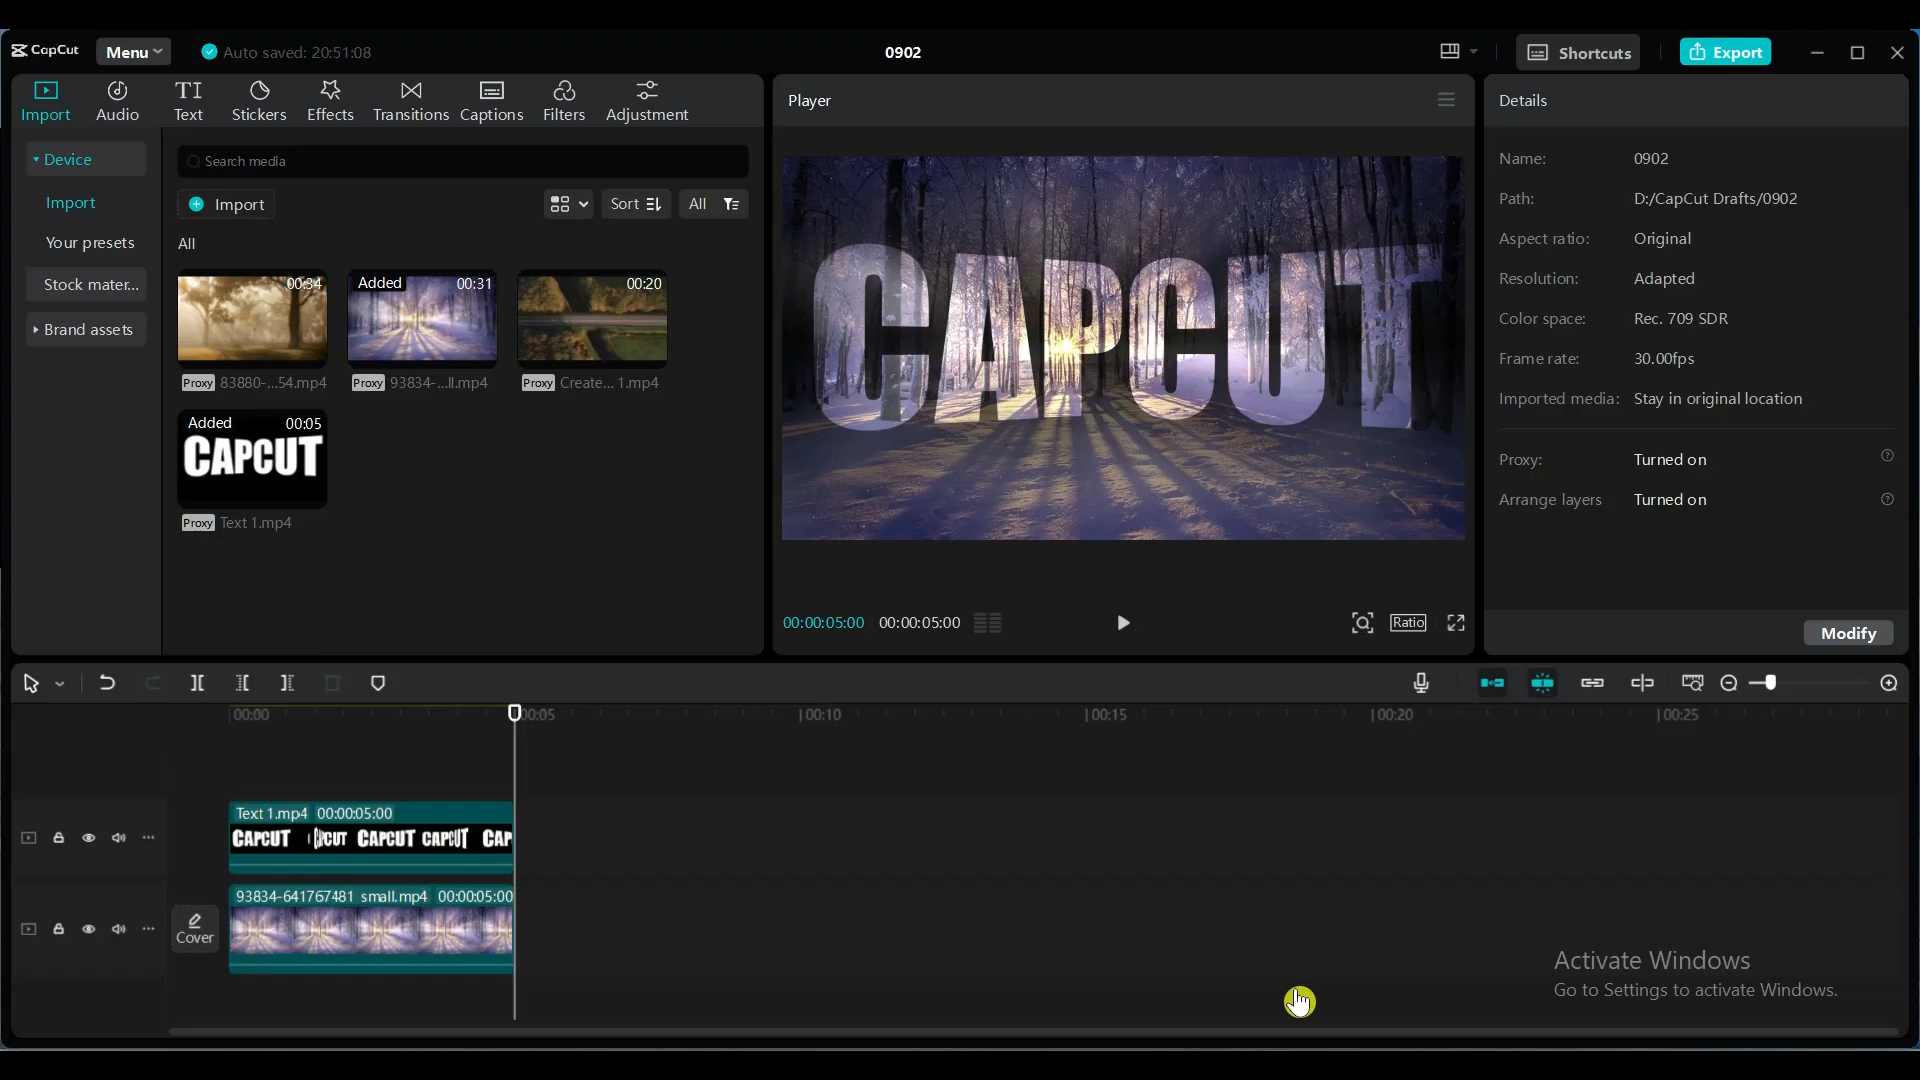 CapCut
Menu
Auto saved: 20:51:08
0902
Shortcuts
Export
Import
Audio
TI
Text
Stickers
Effects
Transitions
Captions
Filters
Adjustment
Player
Details
Device
Import
Your presets
Stock mater...
Brand assets
Search media
Import
Sort
All
All
00:34
Proxy 83880-...54.mp4
Added 00:31
Proxy 93834-...ll.mp4
00:20
Proxy Create... 1.mp4
Added 00:05
CAPCUT
Proxy Text 1.mp4
CAPCUT
00:00:05:00 00:00:05:00
Ratio
Name: 0902
Path: D:/CapCut Drafts/0902
Aspect ratio: Original
Resolution: Adapted
Color space: Rec. 709 SDR
Frame rate: 30.00fps
Imported media: Stay in original location
Proxy: Turned on
Arrange layers Turned on
Modify
00:00 00:05 00:10 00:15 00:20 00:25
Text 1.mp4 00:00:05:00
CAPCUT CAPCUT CAPCUT CAPCUT CAP
Cover
93834-641767481_small.mp4 00:00:05:00
Activate Windows
Go to Settings to activate Windows.